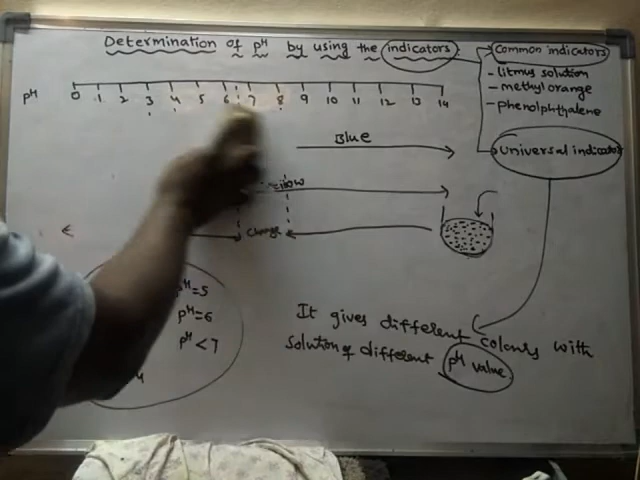 Determination of pH by using the indicators
Common indicators
- litmus solution
- methyl orange
- phenolphthalene
Universal indicator
pH
0 1 2 3 4 5 6 7 8 9 10 11 12 13 14
Blue
Change
pH=5
pH=6
pH<7
4
It gives different colours with
solution of different pH value